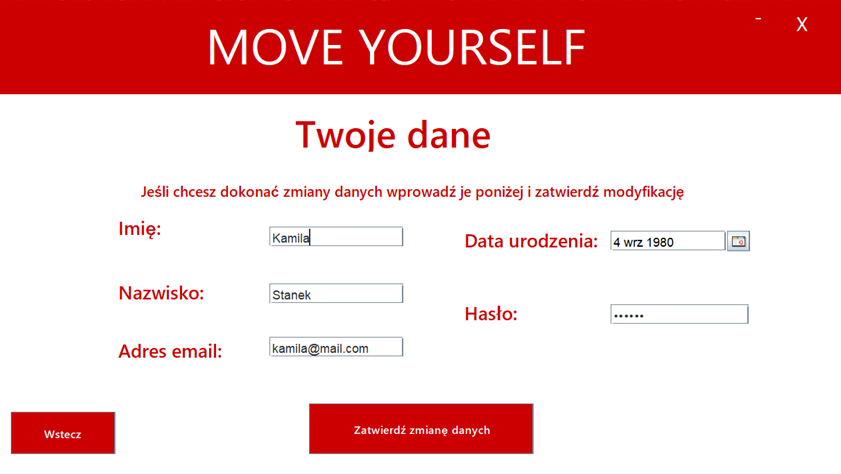 MOVE YOURSELF
- X
Twoje dane
Jeśli chcesz dokonać zmiany danych wprowadź je poniżej i zatwierdź modyfikację
Imię:
Kamila
Data urodzenia:
4 wrz 1980
Nazwisko:
Stanek
Hasło:
••••••
Adres email:
kamila@mail.com
Wstecz
Zatwierdź zmianę danych